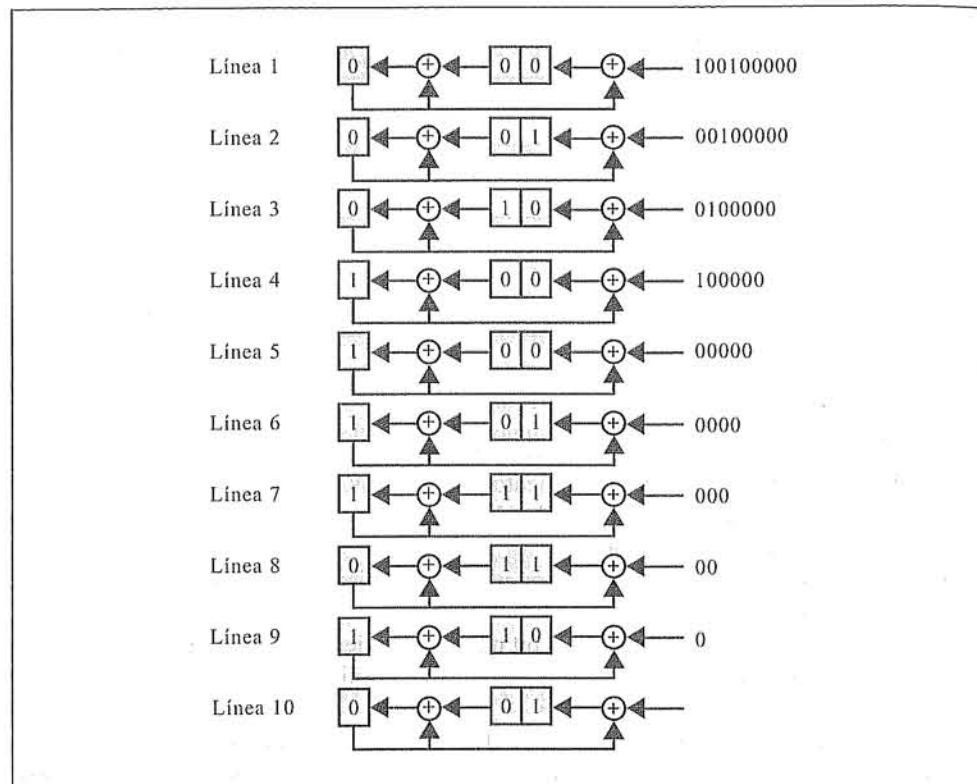 Línea 1 0 + 0 0 + 100100000
Línea 2 0 + 0 1 + 00100000
Línea 3 0 + 1 0 + 0100000
Línea 4 1 + 0 0 + 100000
Línea 5 1 + 0 0 + 00000
Línea 6 1 + 0 1 + 0000
Línea 7 1 + 1 1 + 000
Línea 8 0 + 1 1 + 00
Línea 9 1 + 1 0 + 0
Línea 10 0 + 0 1 +